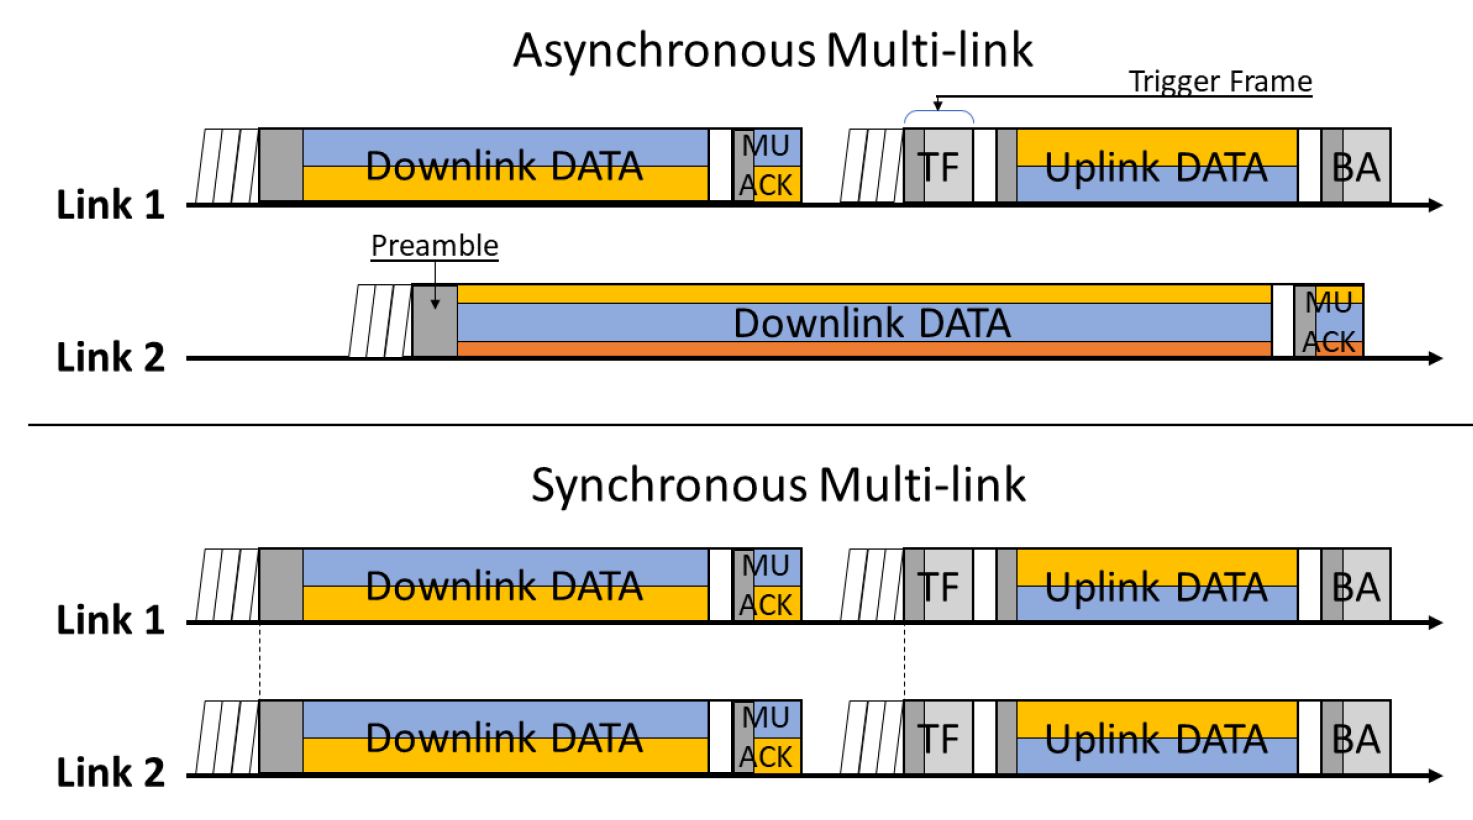 Asynchronous Multi-link
Trigger Frame
Link 1
Downlink DATA
MU
ACK
TF
Uplink DATA
BA
Preamble
Link 2
Downlink DATA
MU
ACK
Synchronous Multi-link
Link 1
Downlink DATA
MU
ACK
TF
Uplink DATA
BA
Link 2
Downlink DATA
MU
ACK
TF
Uplink DATA
BA